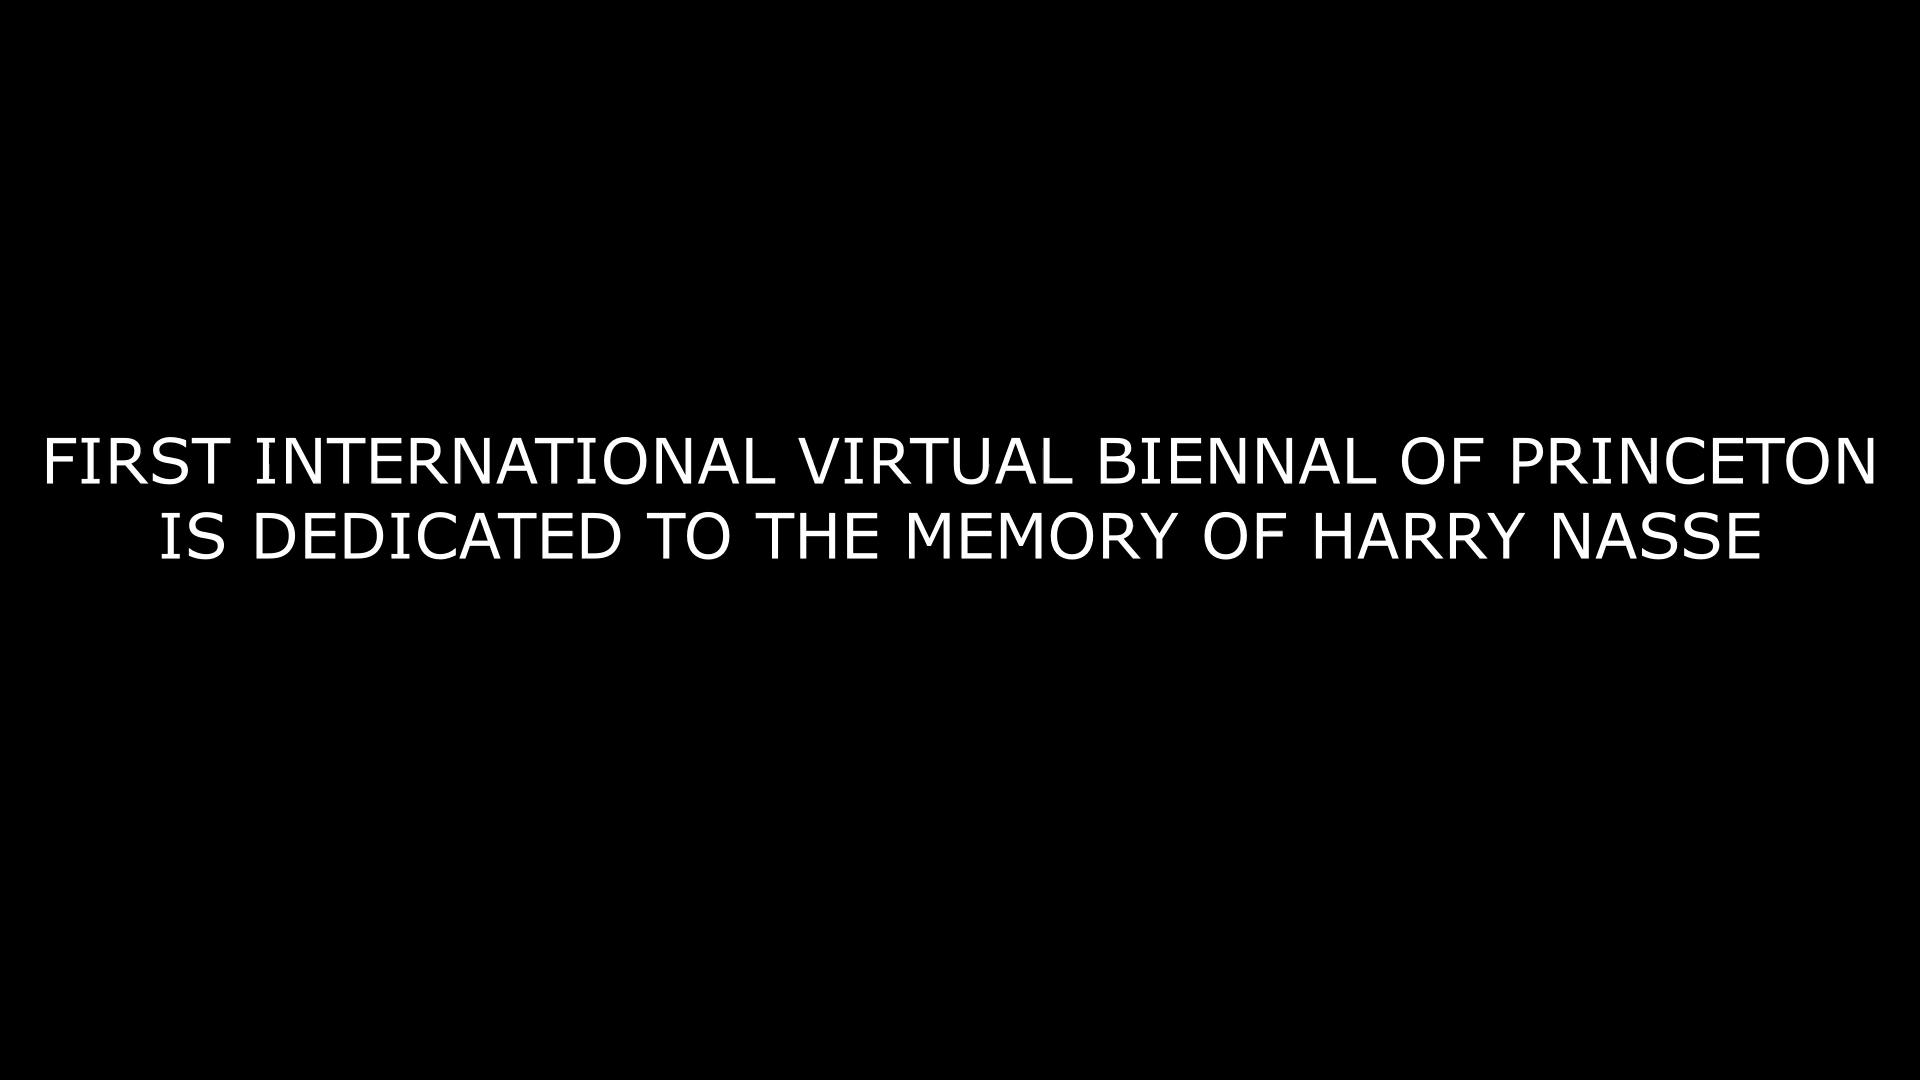 FIRST INTERNATIONAL VIRTUAL BIENNAL OF PRINCETON
IS DEDICATED TO THE MEMORY OF HARRY NASSE